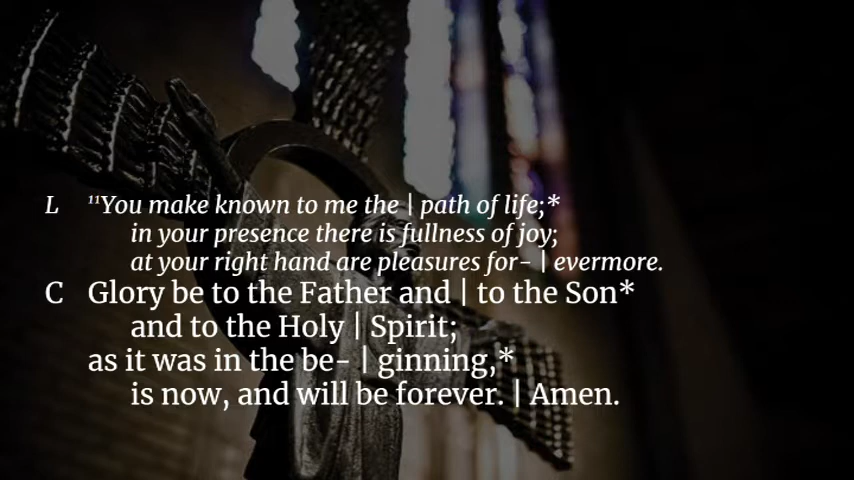 L ¹¹You make known to me the | path of life;*
in your presence there is fullness of joy;
at your right hand are pleasures for- | evermore.
C Glory be to the Father and | to the Son*
and to the Holy | Spirit;
as it was in the be- | ginning,*
is now, and will be forever. | Amen.